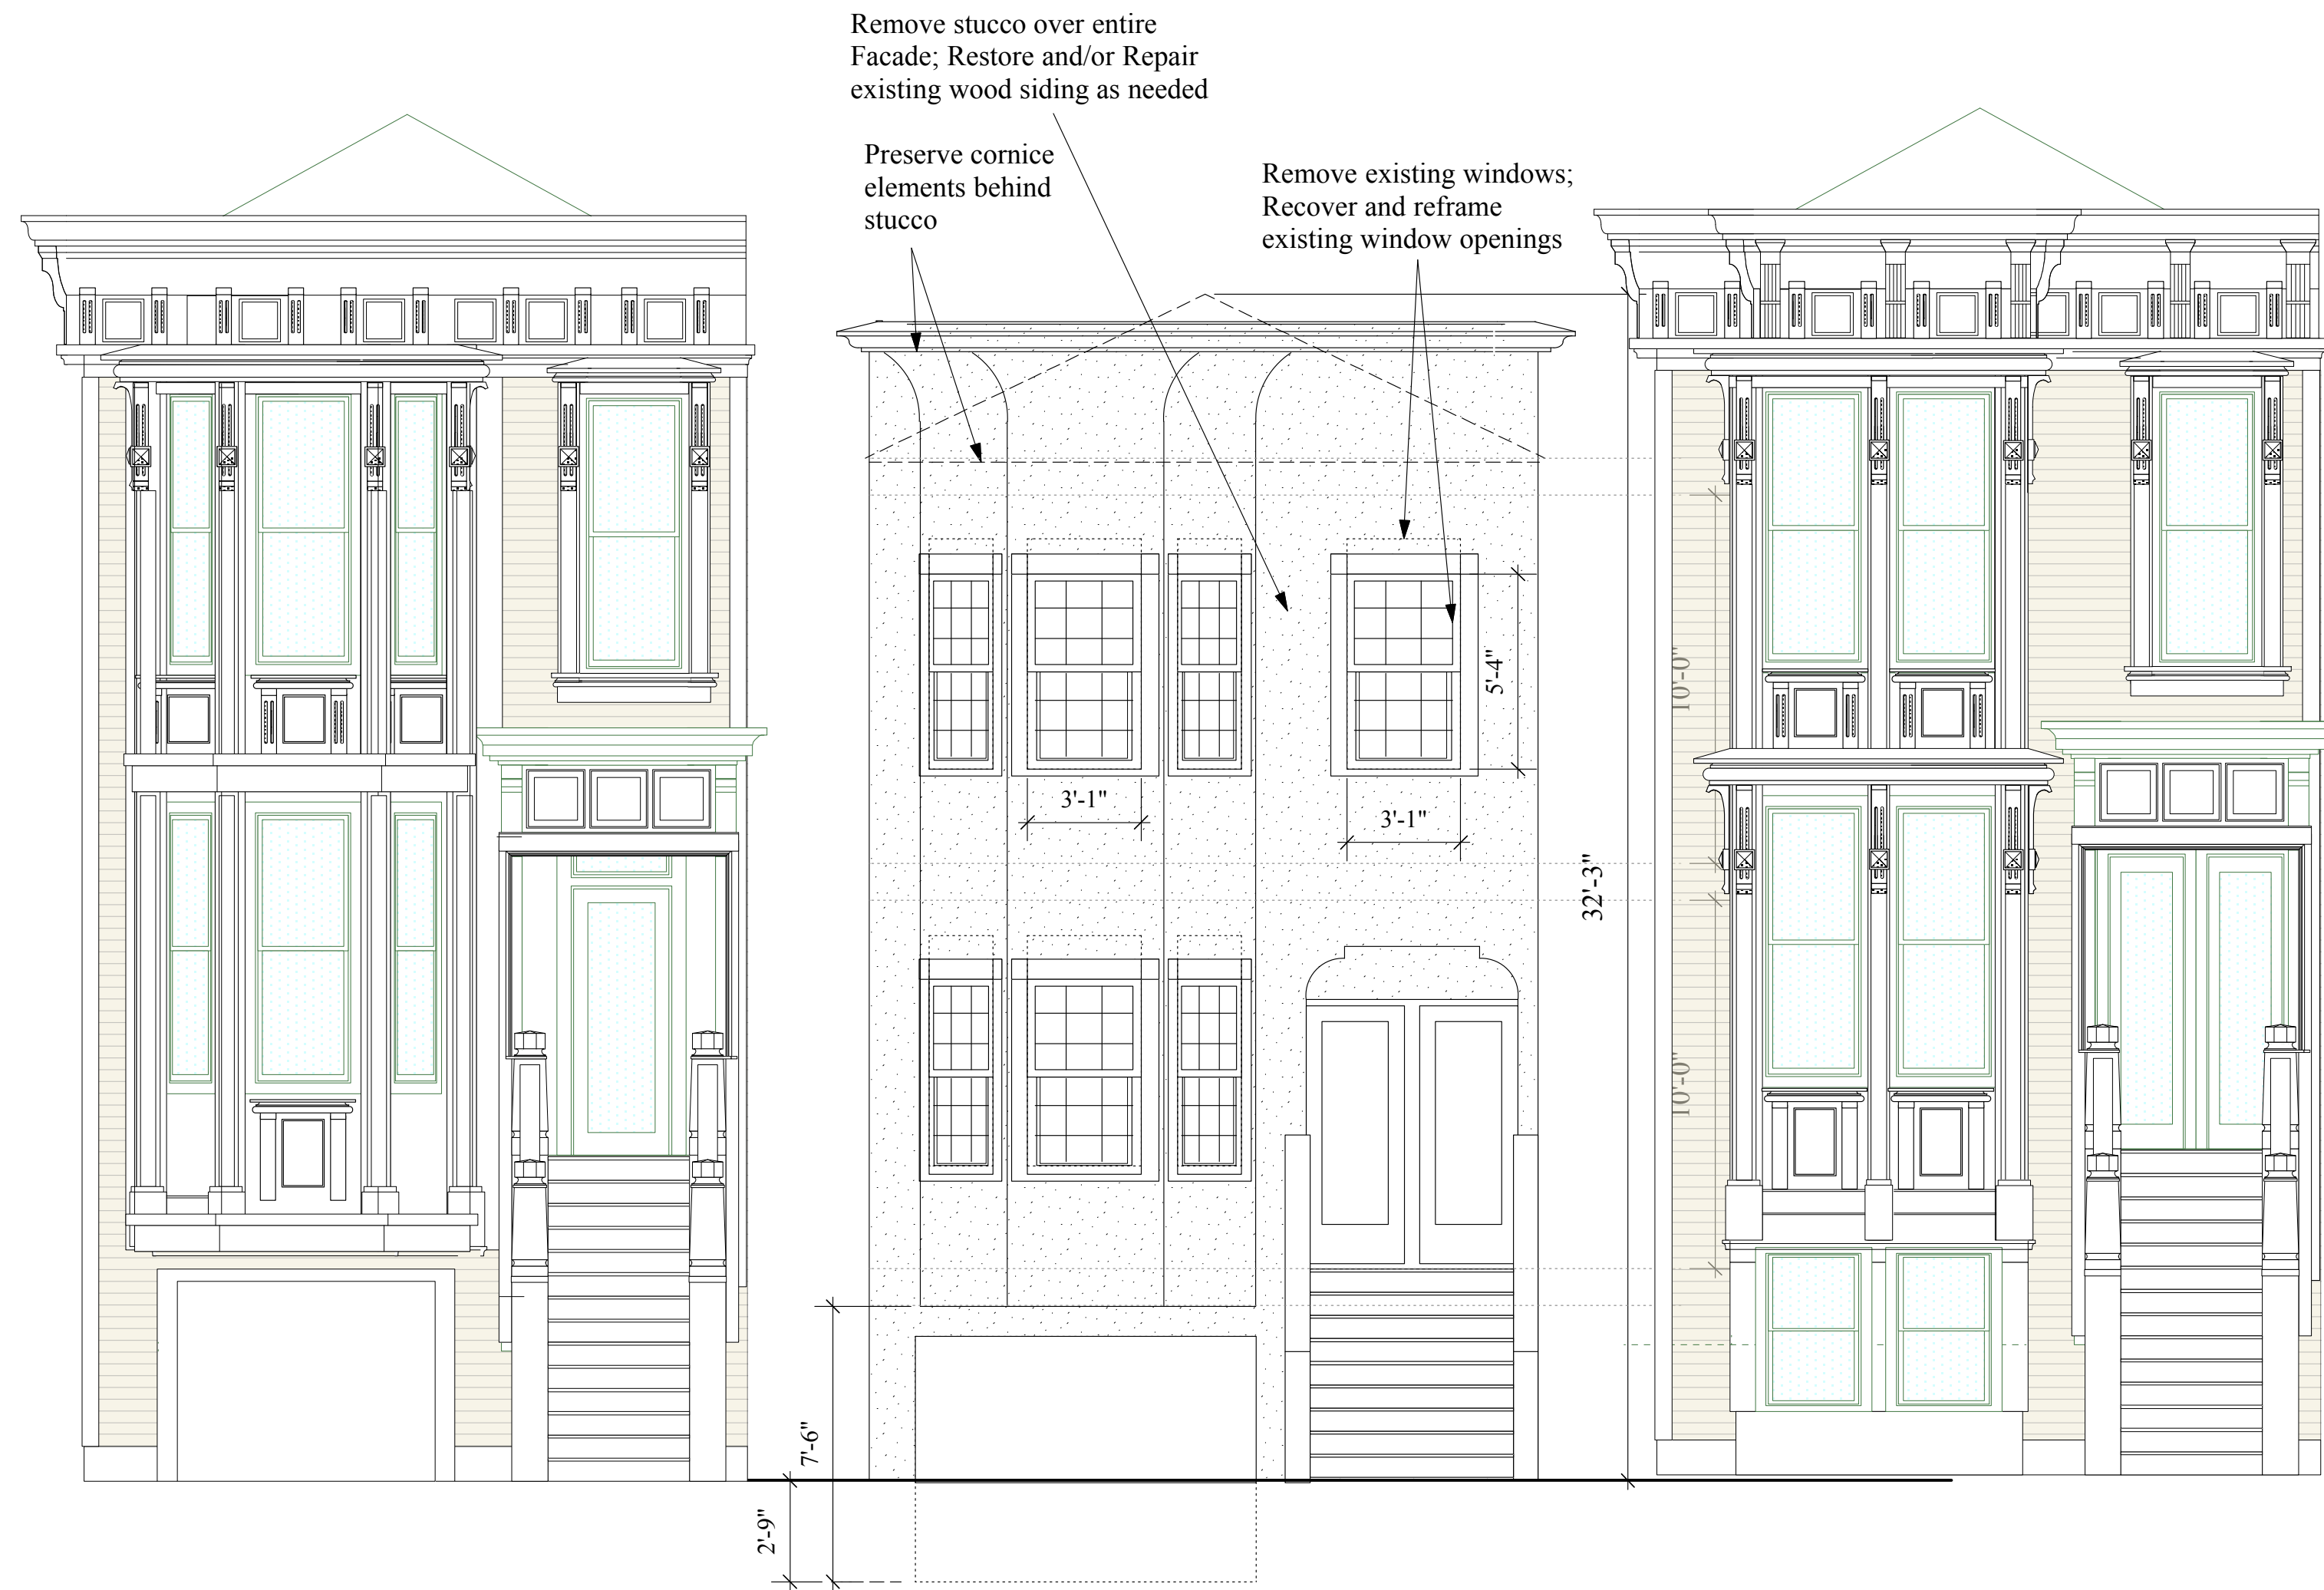 Remove stucco over entire
Facade; Restore and/or Repair
existing wood siding as needed
Preserve cornice
elements behind
stucco
Remove existing windows;
Recover and reframe
existing window openings
5'-4"
10'-0"
3'-1"
3'-1"
32'-3"
10'-0"
7'-6"
2'-9"